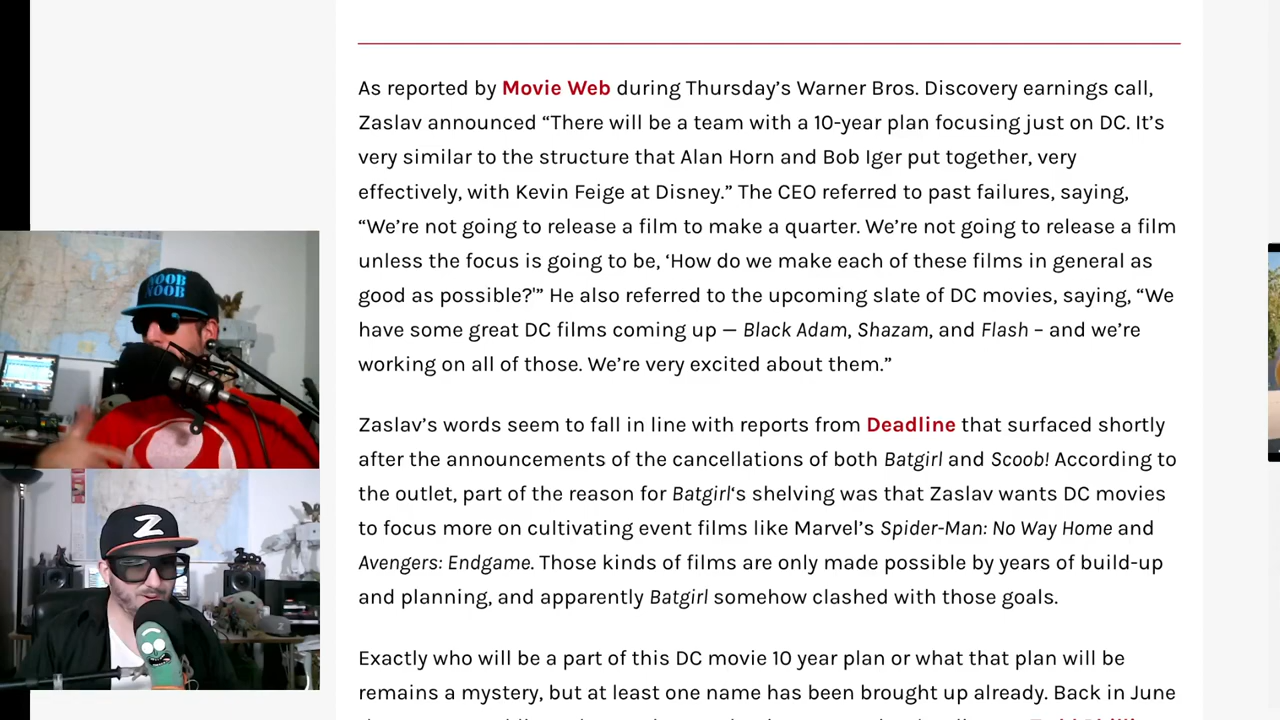 As reported by Movie Web during Thursday’s Warner Bros. Discovery earnings call,
Zaslav announced “There will be a team with a 10-year plan focusing just on DC. It’s
very similar to the structure that Alan Horn and Bob Iger put together, very
effectively, with Kevin Feige at Disney.” The CEO referred to past failures, saying,
“We’re not going to release a film to make a quarter. We’re not going to release a film
unless the focus is going to be, ‘How do we make each of these films in general as
good as possible?'” He also referred to the upcoming slate of DC movies, saying, “We
have some great DC films coming up — Black Adam, Shazam, and Flash – and we’re
working on all of those. We’re very excited about them.”
Zaslav’s words seem to fall in line with reports from Deadline that surfaced shortly
after the announcements of the cancellations of both Batgirl and Scoob! According to
the outlet, part of the reason for Batgirl‘s shelving was that Zaslav wants DC movies
to focus more on cultivating event films like Marvel’s Spider-Man: No Way Home and
Avengers: Endgame. Those kinds of films are only made possible by years of build-up
and planning, and apparently Batgirl somehow clashed with those goals.
Exactly who will be a part of this DC movie 10 year plan or what that plan will be
remains a mystery, but at least one name has been brought up already. Back in June
NOOB
NOOB
Z